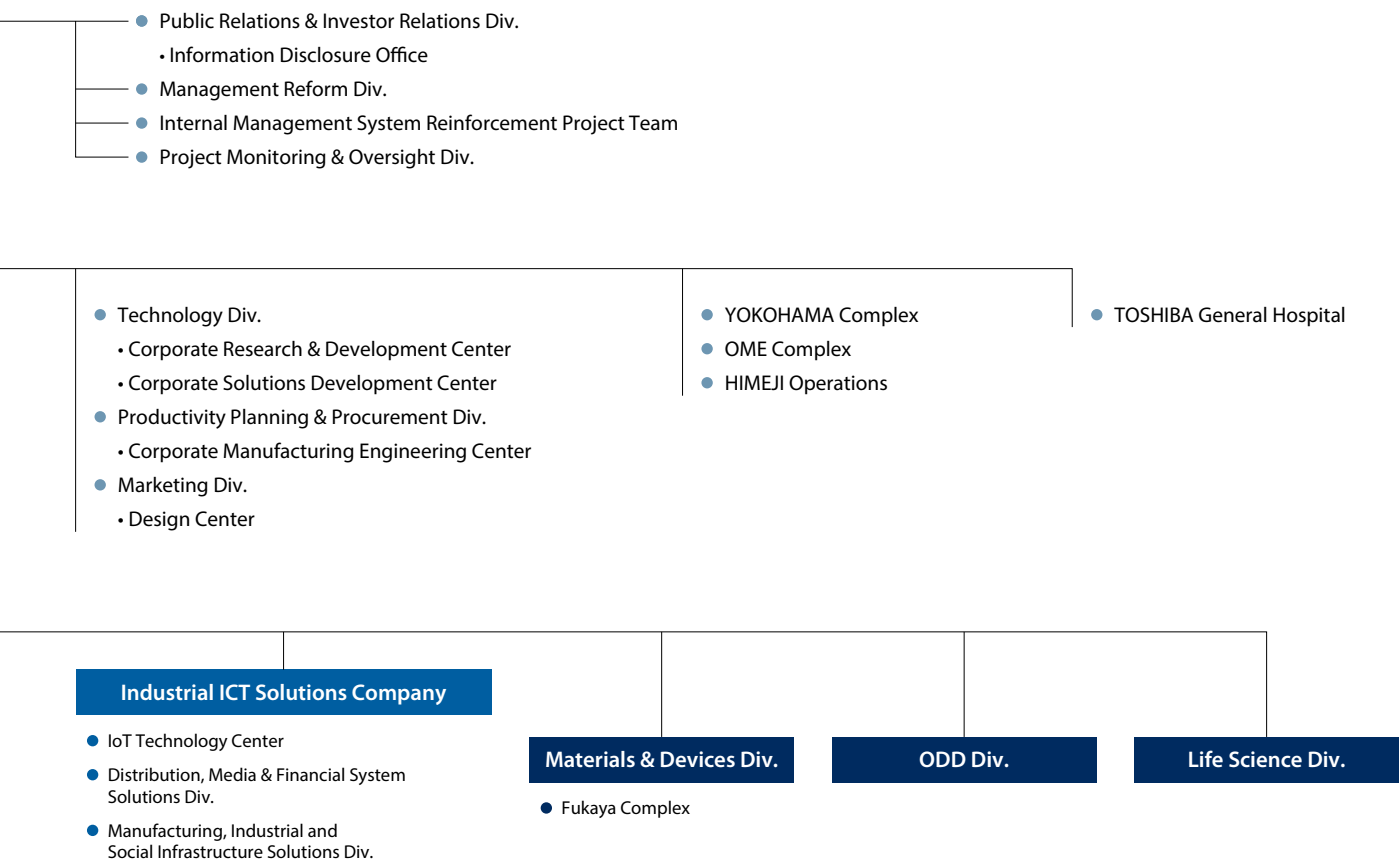 Public Relations & Investor Relations Div.
• Information Disclosure Office
Management Reform Div.
Internal Management System Reinforcement Project Team
Project Monitoring & Oversight Div.
Technology Div.
• Corporate Research & Development Center
• Corporate Solutions Development Center
Productivity Planning & Procurement Div.
• Corporate Manufacturing Engineering Center
Marketing Div.
• Design Center
YOKOHAMA Complex
OME Complex
HIMEJI Operations
TOSHIBA General Hospital
Industrial ICT Solutions Company
IoT Technology Center
Distribution, Media & Financial System
Solutions Div.
Manufacturing, Industrial and
Social Infrastructure Solutions Div.
Materials & Devices Div.
Fukaya Complex
ODD Div.
Life Science Div.